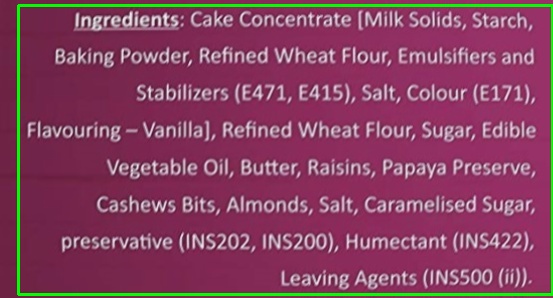 Ingredients: Cake Concentrate [Milk Solids, Starch,
Baking Powder, Refined Wheat Flour, Emulsifiers and
Stabilizers (E471, E415), Salt, Colour (E171),
Flavouring – Vanilla], Refined Wheat Flour, Sugar, Edible
Vegetable Oil, Butter, Raisins, Papaya Preserve,
Cashews Bits, Almonds, Salt, Caramelised Sugar,
preservative (INS202, INS200), Humectant (INS422),
Leaving Agents (INS500 (ii)).